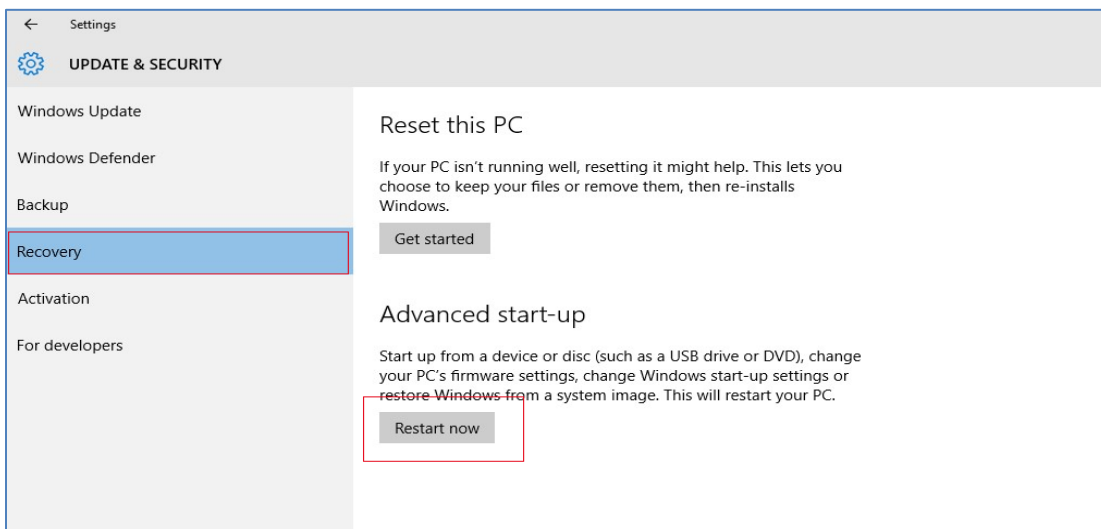 ← Settings
UPDATE & SECURITY
Windows Update
Windows Defender
Backup
Recovery
Activation
For developers
Reset this PC
If your PC isn't running well, resetting it might help. This lets you
choose to keep your files or remove them, then re-installs
Windows.
Get started
Advanced start-up
Start up from a device or disc (such as a USB drive or DVD), change
your PC's firmware settings, change Windows start-up settings or
restore Windows from a system image. This will restart your PC.
Restart now